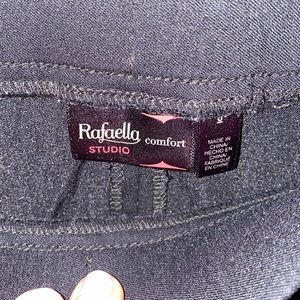 Rafaella comfort
STUDIO
MADE IN
CHINA/
HECHO EN
CHINA/
FABRIQUÉ
EN CHINE